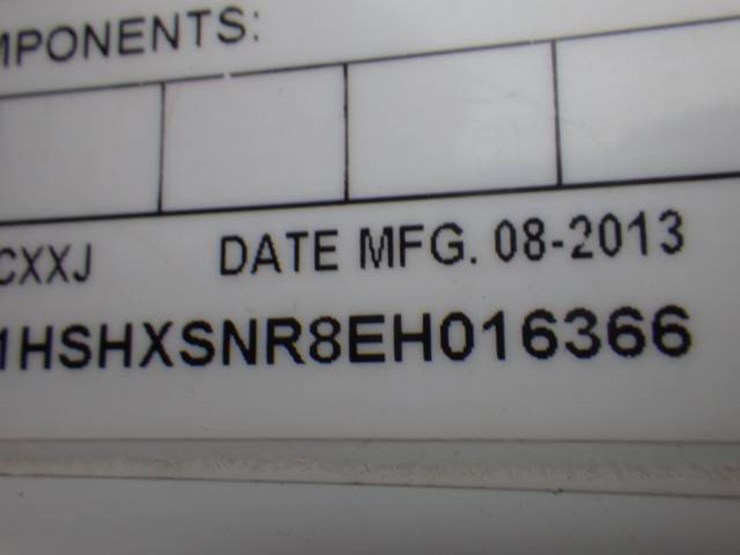 MPONENTS:
CXXJ DATE MFG. 08-2013
1HSHXSNR8EH016366